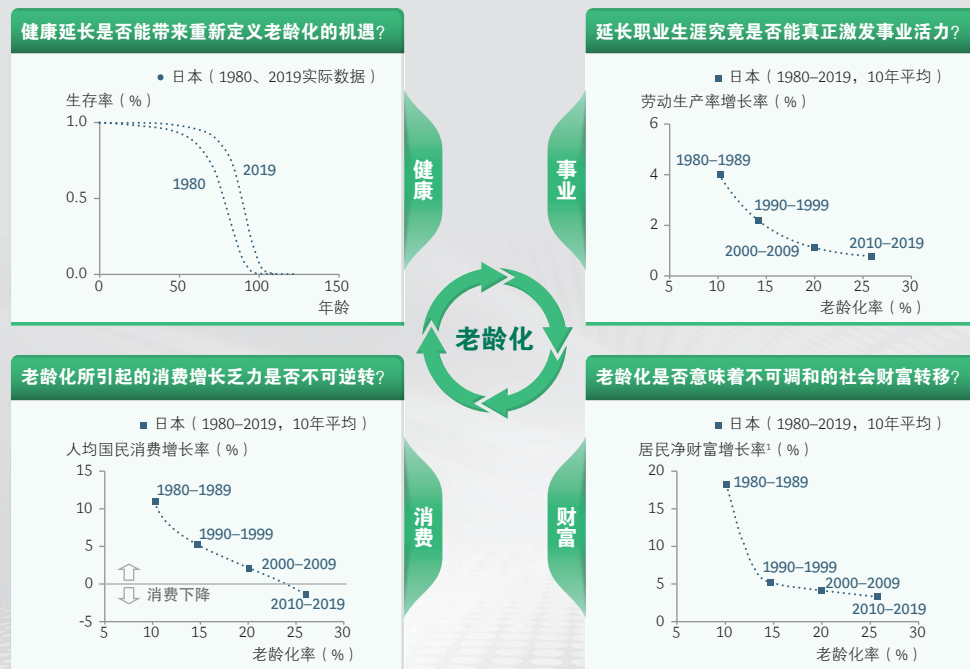 健康延长是否能带来重新定义老龄化的机遇?
日本（1980、2019实际数据）
生存率（%）
1.0
0.5
0.0
1980
2019
0
50
100
150
年龄
健康
延长职业生涯究竟是否能真正激发事业活力?
日本（1980–2019，10年平均）
劳动生产率增长率（%）
6
4
2
0
1980–1989
1990–1999
2000–2009
2010–2019
5
10
15
20
25
30
老龄化率（%）
事业
老龄化
老龄化所引起的消费增长乏力是否不可逆转?
日本（1980–2019，10年平均）
人均国民消费增长率（%）
15
10
5
0
-5
1980–1989
1990–1999
2000–2009
2010–2019
消费下降
5
10
15
20
25
30
老龄化率（%）
消费
老龄化是否意味着不可调和的社会财富转移?
日本（1980–2019，10年平均）
居民净财富增长率¹（%）
20
15
10
5
0
1980–1989
1990–1999
2000–2009
2010–2019
5
10
15
20
25
30
老龄化率（%）
财富